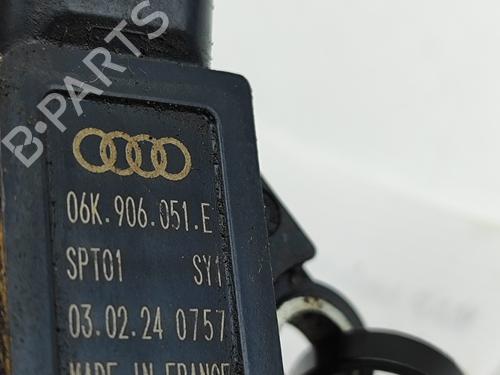 B-PARTS
06K.906.051.E
SPT01 SY1
03.02.24 0757
MADE IN FRANCE